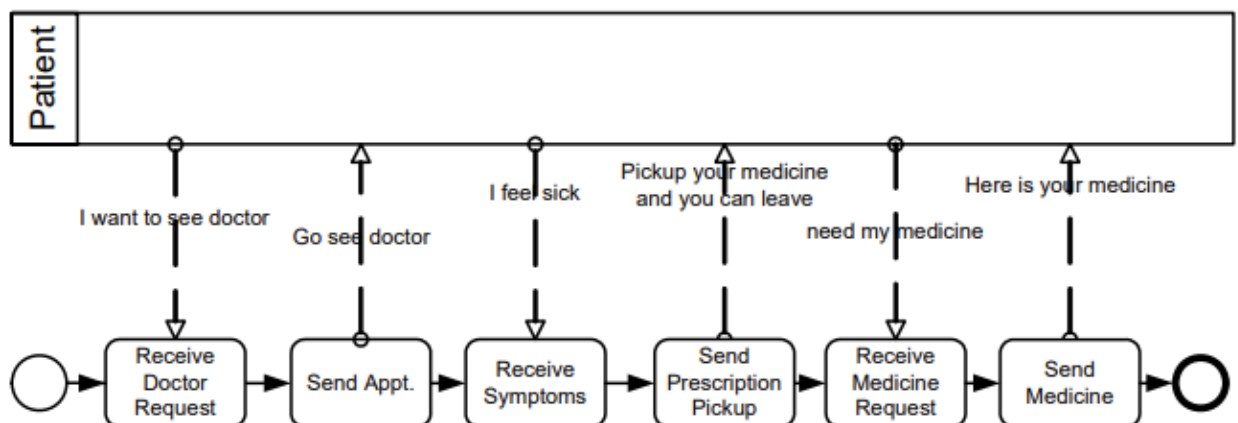 Patient
I want to see doctor
Go see doctor
I feel sick
Pickup your medicine
and you can leave
need my medicine
Here is your medicine
Receive
Doctor
Request
Send Appt.
Receive
Symptoms
Send
Prescription
Pickup
Receive
Medicine
Request
Send
Medicine